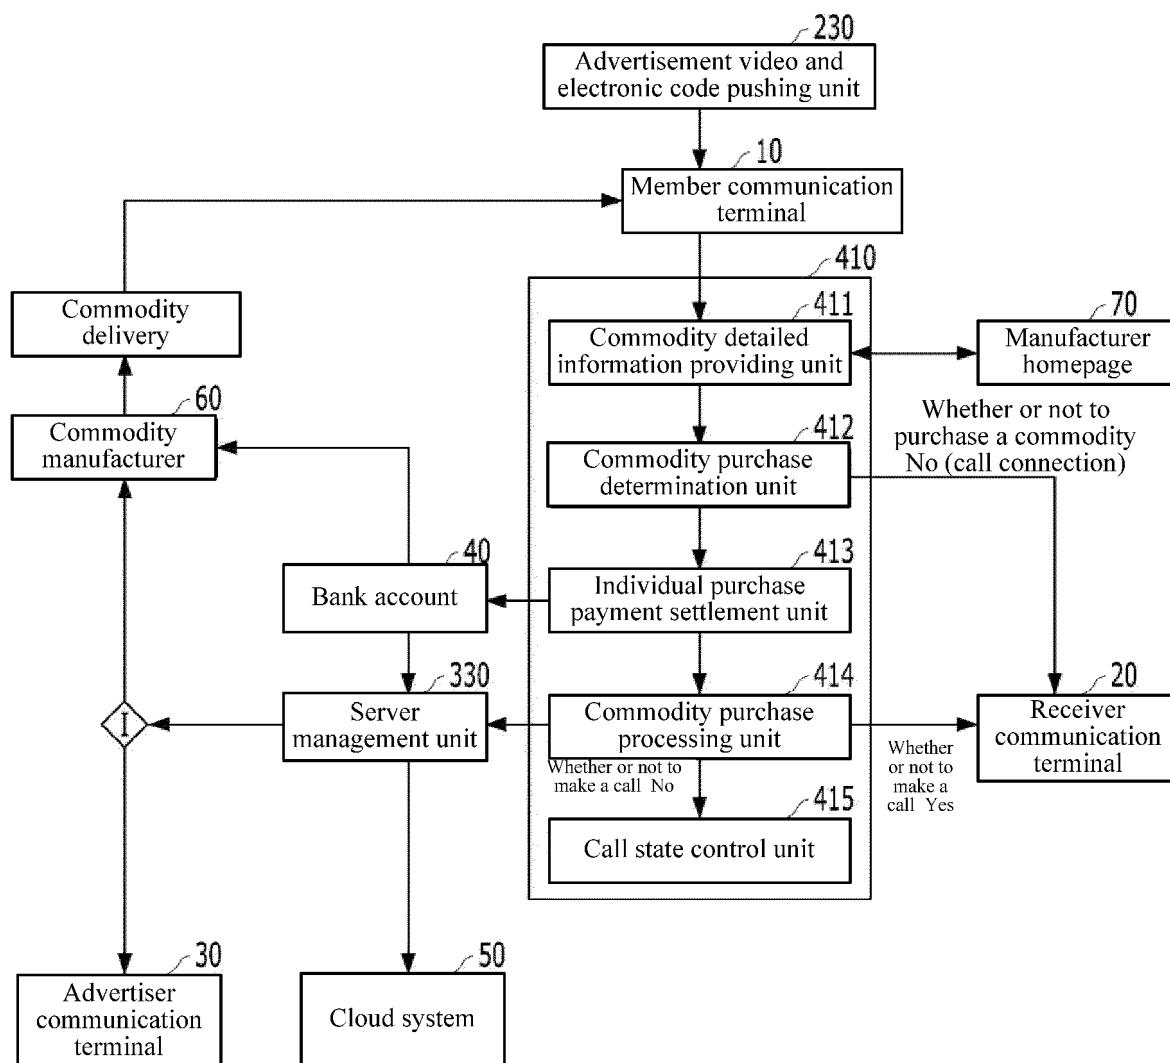 230
Advertisement video and
electronic code pushing unit
10
Member communication
terminal
410
Commodity
delivery
411
Commodity detailed
information providing unit
70
Manufacturer
homepage
60
Commodity
manufacturer
412
Commodity purchase
determination unit
Whether or not to
purchase a commodity
No (call connection)
40
Bank account
413
Individual purchase
payment settlement unit
330
Server
management unit
414
Commodity purchase
processing unit
20
Receiver
communication
terminal
I
Whether or not to
make a call No
Whether
or not to
make a
call Yes
415
Call state control unit
30
Advertiser
communication
terminal
50
Cloud system